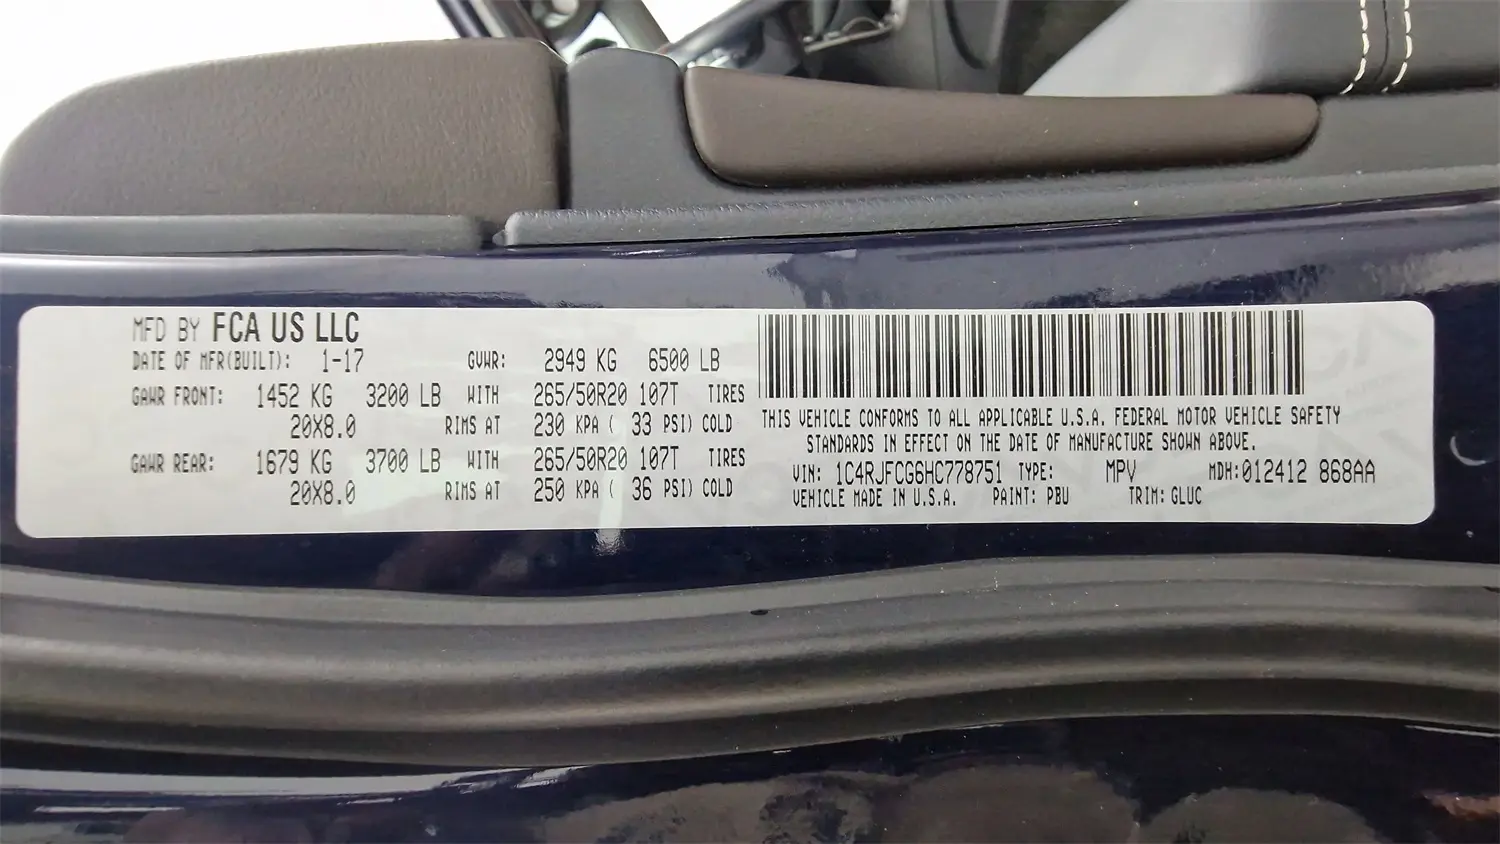 MFD BY FCA US LLC
DATE OF MFR(BUILT): 1-17 GVWR: 2949 KG 6500 LB
GAWR FRONT: 1452 KG 3200 LB WITH 265/50R20 107T TIRES
20X8.0 RIMS AT 230 KPA ( 33 PSI) COLD
GAWR REAR: 1679 KG 3700 LB WITH 265/50R20 107T TIRES
20X8.0 RIMS AT 250 KPA ( 36 PSI) COLD
THIS VEHICLE CONFORMS TO ALL APPLICABLE U.S.A. FEDERAL MOTOR VEHICLE SAFETY
STANDARDS IN EFFECT ON THE DATE OF MANUFACTURE SHOWN ABOVE.
VIN: 1C4RJFCG6HC778751 TYPE: MPV MDH:012412 868AA
VEHICLE MADE IN U.S.A. PAINT: PBU TRIM: GLUC